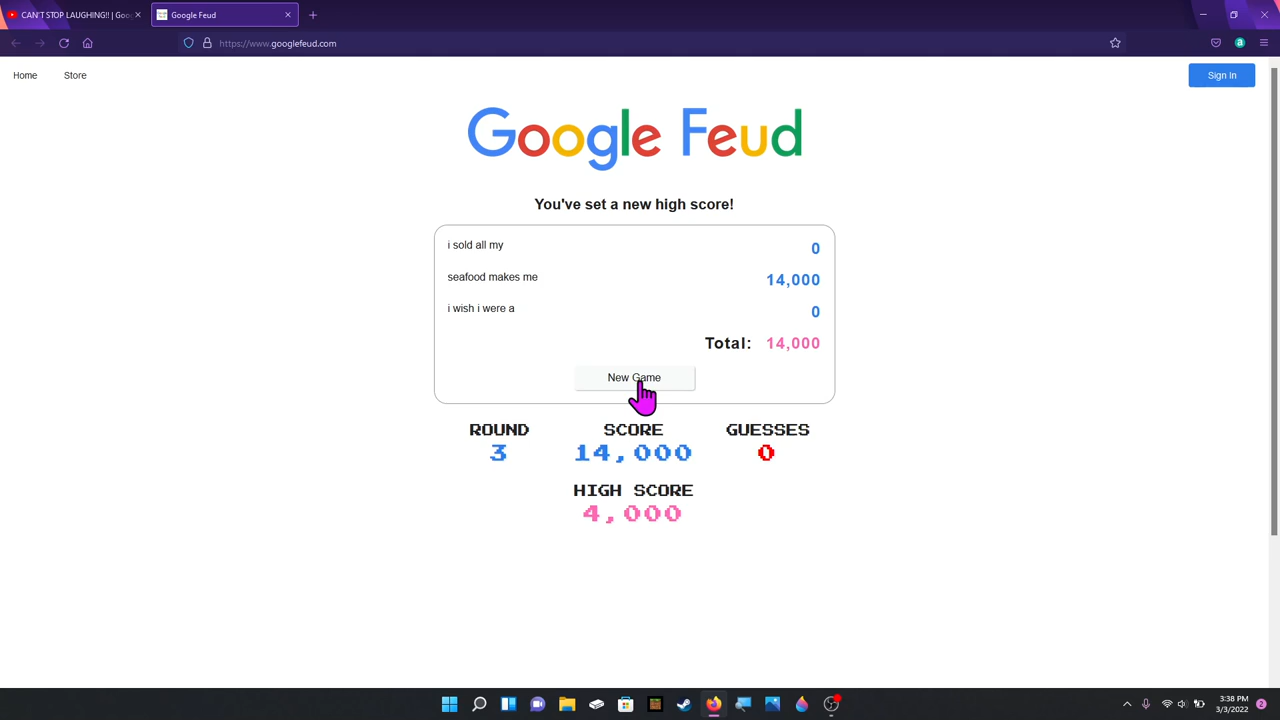 CAN'T STOP LAUGHING!! | Goo
Google Feud
https://www.googlefeud.com
Home
Store
Sign In
Google Feud
You've set a new high score!
i sold all my
0
seafood makes me
14,000
i wish i were a
0
Total: 14,000
New Game
ROUND
SCORE
GUESSES
3
14,000
0
HIGH SCORE
4,000
3:38 PM
3/3/2022
2